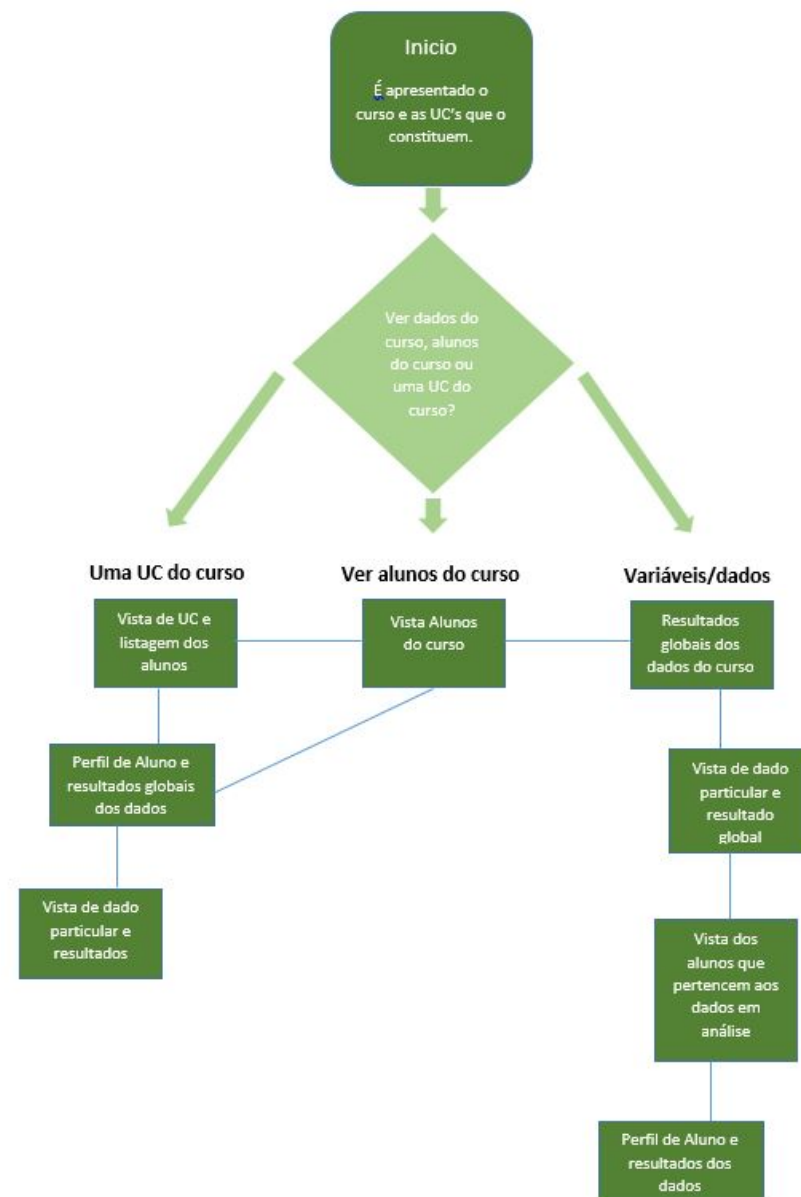 Inicio
É apresentado o
curso e as UC's que o
constituem.
Ver dados do
curso, alunos
do curso ou
uma UC do
curso?
Uma UC do curso
Ver alunos do curso
Variáveis/dados
Vista de UC e
listagem dos
alunos
Vista Alunos
do curso
Resultados
globais dos
dados do curso
Perfil de Aluno e
resultados globais
dos dados
Vista de dado
particular e
resultado
global
Vista de dado
particular e
resultados
Vista dos
alunos que
pertencem aos
dados em
análise
Perfil de Aluno e
resultados dos
dados